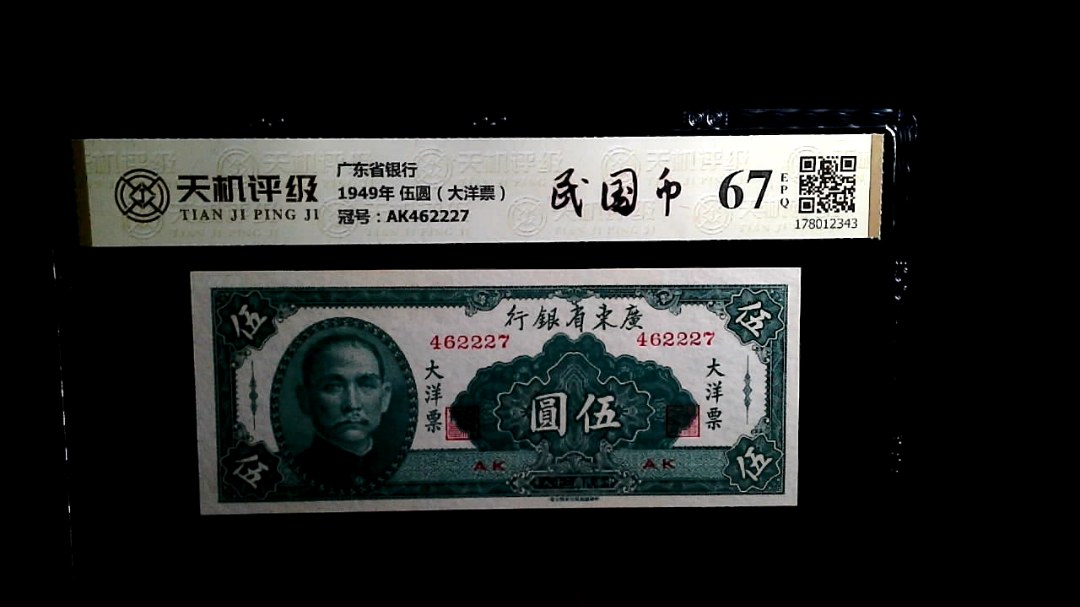 天机评级
TIAN JI PING JI
广东省银行
1949年 伍圆（大洋票）
冠号：AK462227
民国币
67
EPQ
178012343
行銀省東廣
462227
462227
大洋票
大洋票
伍
伍
圓伍
AK
AK
伍
伍